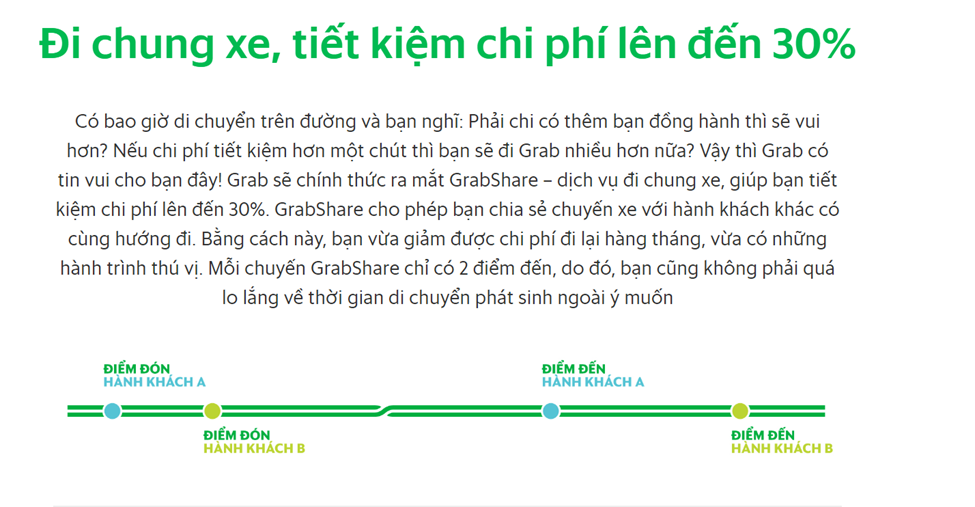 Đi chung xe, tiết kiệm chi phí lên đến 30%
Có bao giờ di chuyển trên đường và bạn nghĩ: Phải chi có thêm bạn đồng hành thì sẽ vui
hơn? Nếu chi phí tiết kiệm hơn một chút thì bạn sẽ đi Grab nhiều hơn nữa? Vậy thì Grab có
tin vui cho bạn đây! Grab sẽ chính thức ra mắt GrabShare – dịch vụ đi chung xe, giúp bạn tiết
kiệm chi phí lên đến 30%. GrabShare cho phép bạn chia sẻ chuyến xe với hành khách khác có
cùng hướng đi. Bằng cách này, bạn vừa giảm được chi phí đi lại hàng tháng, vừa có những
hành trình thú vị. Mỗi chuyến GrabShare chỉ có 2 điểm đến, do đó, bạn cũng không phải quá
lo lắng về thời gian di chuyển phát sinh ngoài ý muốn
ĐIỂM ĐÓN
HÀNH KHÁCH A
ĐIỂM ĐẾN
HÀNH KHÁCH A
ĐIỂM ĐÓN
HÀNH KHÁCH B
ĐIỂM ĐẾN
HÀNH KHÁCH B